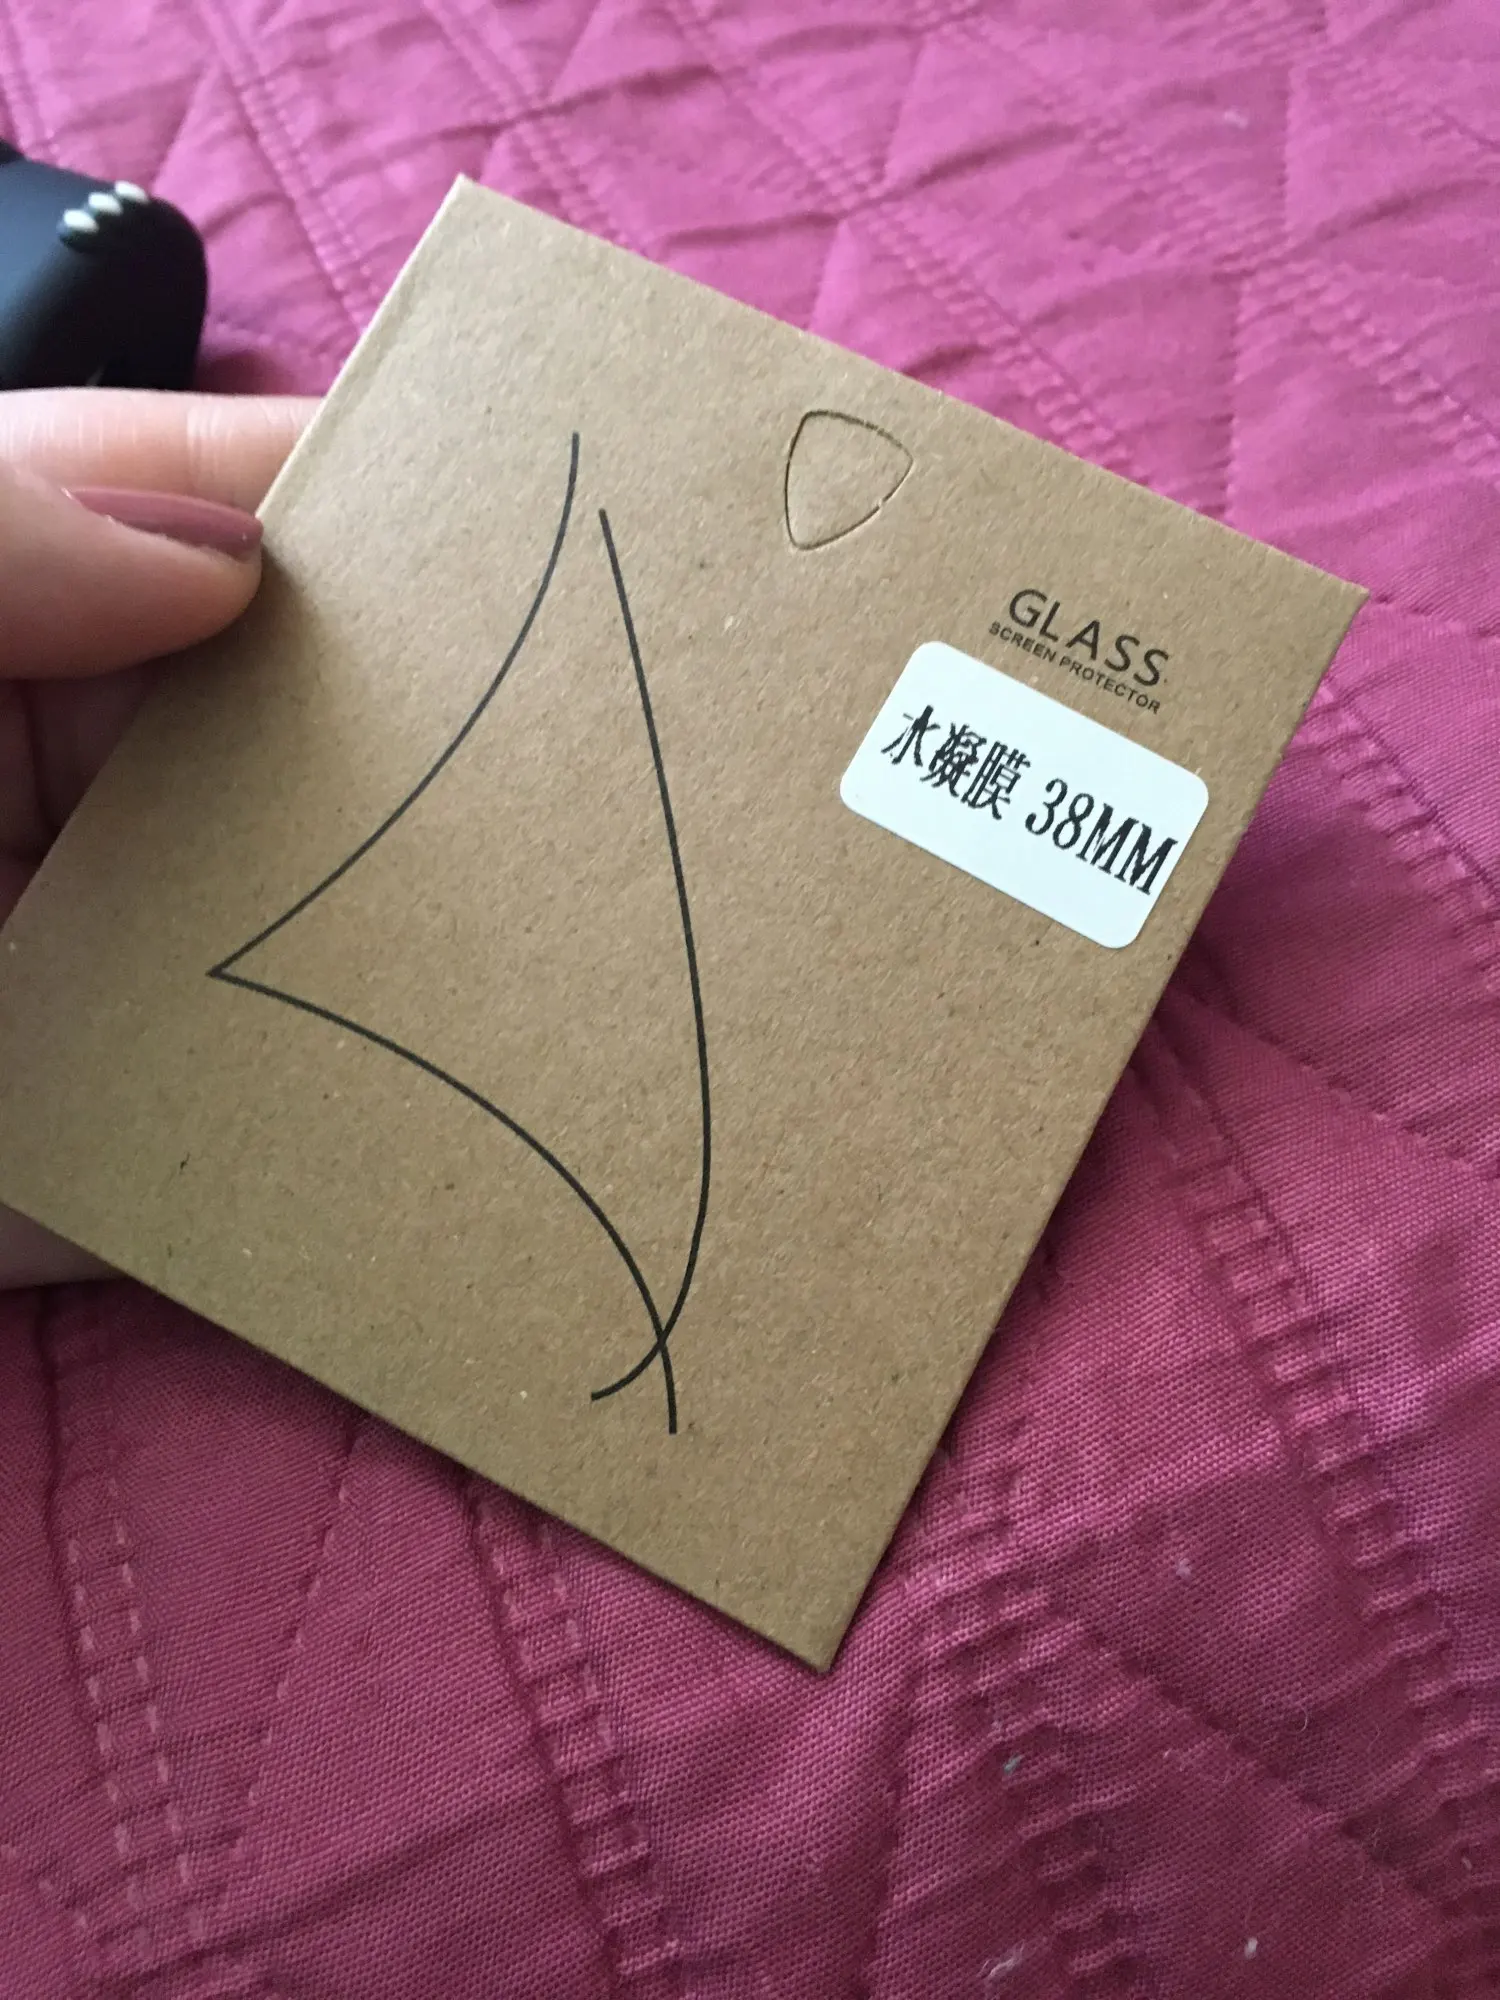 GLASS
SCREEN PROTECTOR
水凝膜 38MM